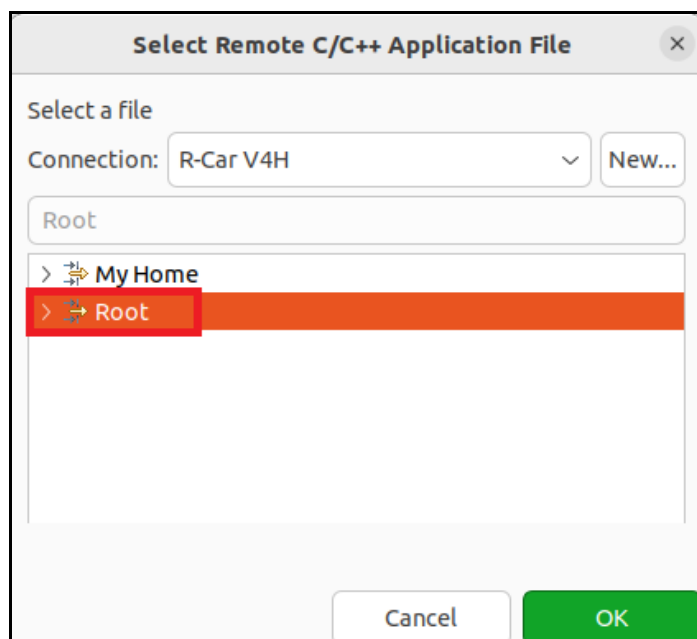 Select Remote C/C++ Application File
Select a file
Connection: R-Car V4H New...
Root
My Home
Root
Cancel OK